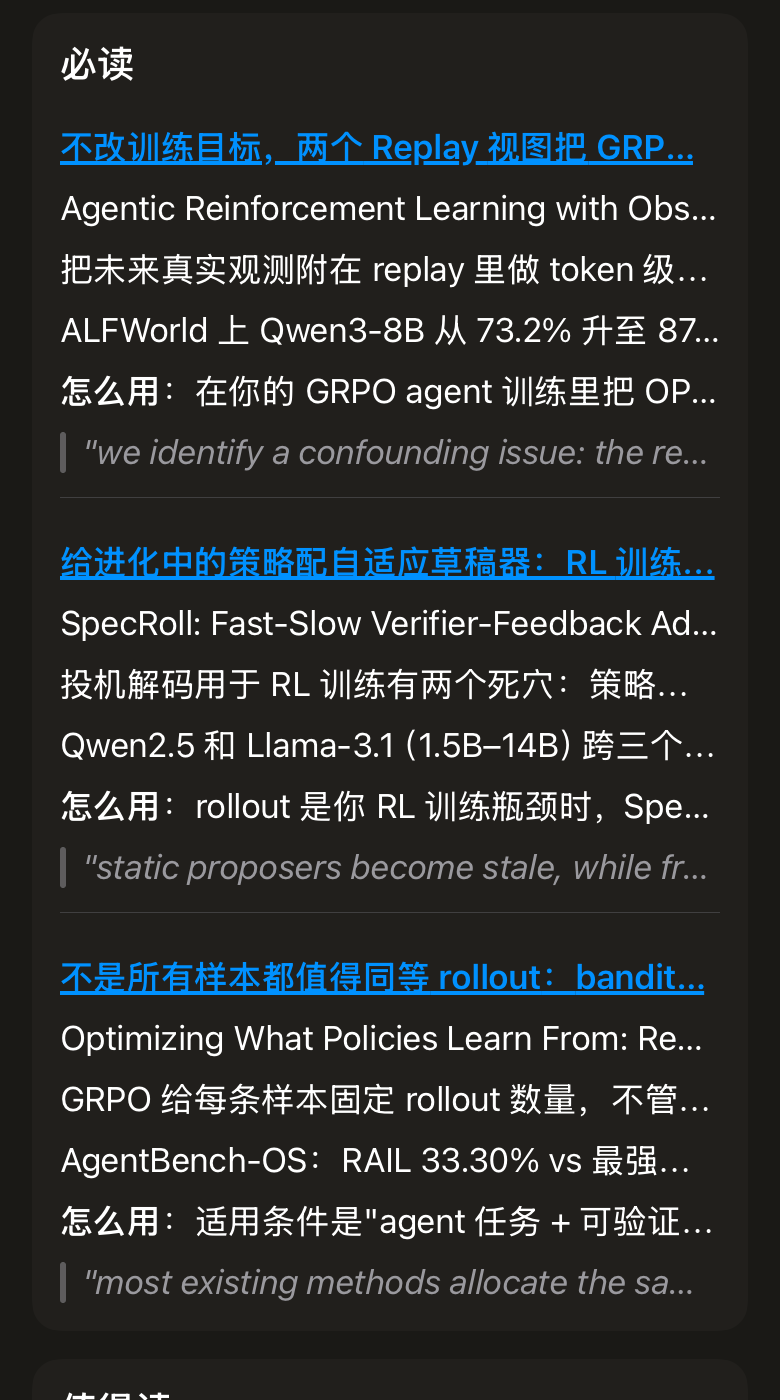 必读
不改训练目标，两个 Replay 视图把 GRP...
Agentic Reinforcement Learning with Obs...
把未来真实观测附在 replay 里做 token 级...
ALFWorld 上 Qwen3-8B 从 73.2% 升至 87...
怎么用：在你的 GRPO agent 训练里把 OP...
"we identify a confounding issue: the re...
给进化中的策略配自适应草稿器：RL 训练...
SpecRoll: Fast-Slow Verifier-Feedback Ad...
投机解码用于 RL 训练有两个死穴：策略...
Qwen2.5 和 Llama-3.1 (1.5B–14B) 跨三个...
怎么用：rollout 是你 RL 训练瓶颈时，Spe...
"static proposers become stale, while fr...
不是所有样本都值得同等 rollout：bandit...
Optimizing What Policies Learn From: Re...
GRPO 给每条样本固定 rollout 数量，不管...
AgentBench-OS：RAIL 33.30% vs 最强...
怎么用：适用条件是"agent 任务 + 可验证...
"most existing methods allocate the sa...
值得读